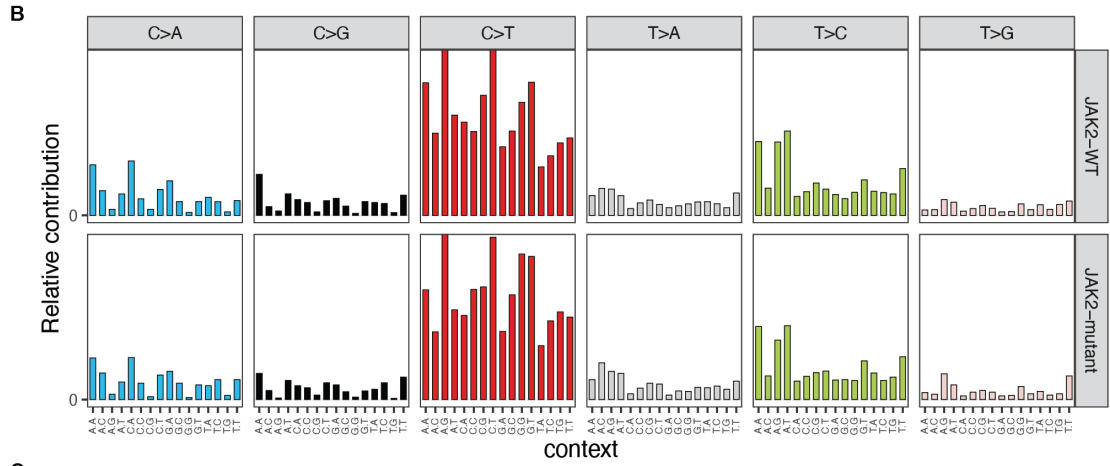 B
C>A C>G C>T T>A T>C T>G
JAK2-WT
0
Relative contribution
JAK2-mutant
0
A.A A.C A.G A.T C.A C.C C.G C.T G.A G.C G.G G.T T.A T.C T.G T.T
A.A A.C A.G A.T C.A C.C C.G C.T G.A G.C G.G G.T T.A T.C T.G T.T
A.A A.C A.G A.T C.A C.C C.G C.T G.A G.C G.G G.T T.A T.C T.G T.T
A.A A.C A.G A.T C.A C.C C.G C.T G.A G.C G.G G.T T.A T.C T.G T.T
A.A A.C A.G A.T C.A C.C C.G C.T G.A G.C G.G G.T T.A T.C T.G T.T
A.A A.C A.G A.T C.A C.C C.G C.T G.A G.C G.G G.T T.A T.C T.G T.T
context